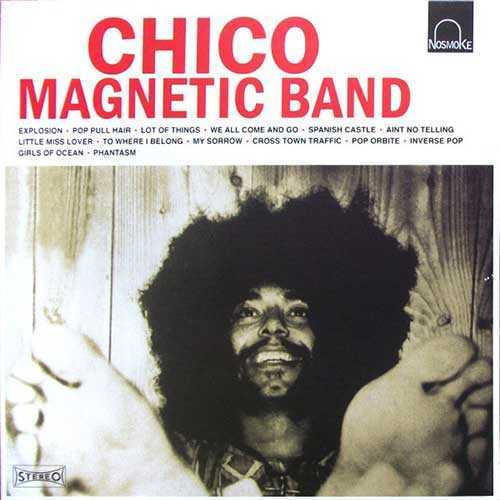 CHICO
MAGNETIC BAND
NOSMOKE
EXPLOSION · POP PULL HAIR · LOT OF THINGS · WE ALL COME AND GO · SPANISH CASTLE · AINT NO TELLING
LITTLE MISS LOVER · TO WHERE I BELONG · MY SORROW · CROSS TOWN TRAFFIC · POP ORBITE · INVERSE POP
GIRLS OF OCEAN · PHANTASM
STEREO